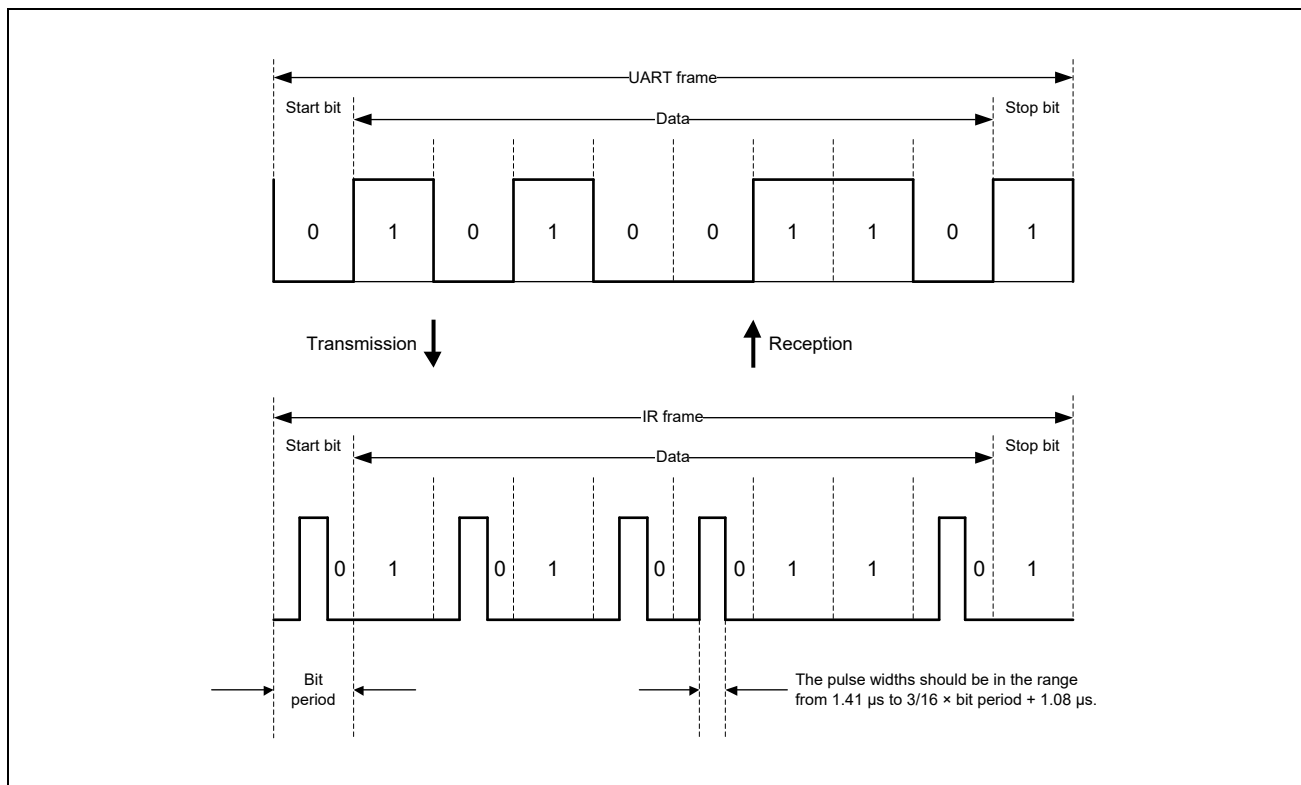 UART frame
Start bit Data Stop bit
0 1 0 1 0 0 1 1 0 1
Transmission Reception
IR frame
Start bit Data Stop bit
0 1 0 1 0 0 1 1 0 1
Bit
period
The pulse widths should be in the range
from 1.41 µs to 3/16 × bit period + 1.08 µs.